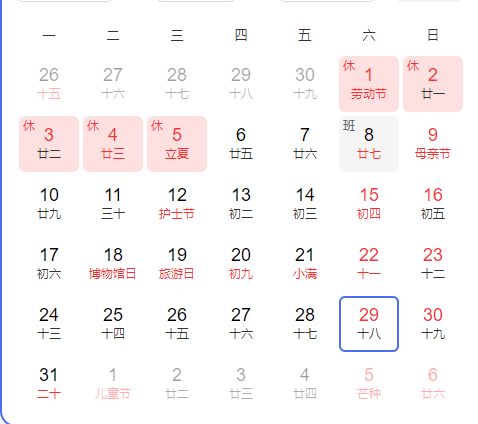 一 二 三 四 五 六 日
休 休
26 27 28 29 30 1 2
十五 十六 十七 十八 十九 劳动节 廿一
休 休 休 班
3 4 5 6 7 8 9
廿二 廿三 立夏 廿五 廿六 廿七 母亲节
10 11 12 13 14 15 16
廿九 三十 护士节 初二 初三 初四 初五
17 18 19 20 21 22 23
初六 博物馆日 旅游日 初九 小满 十一 十二
24 25 26 27 28 29 30
十三 十四 十五 十六 十七 十八 十九
31 1 2 3 4 5 6
二十 儿童节 廿二 廿三 廿四 芒种 廿六